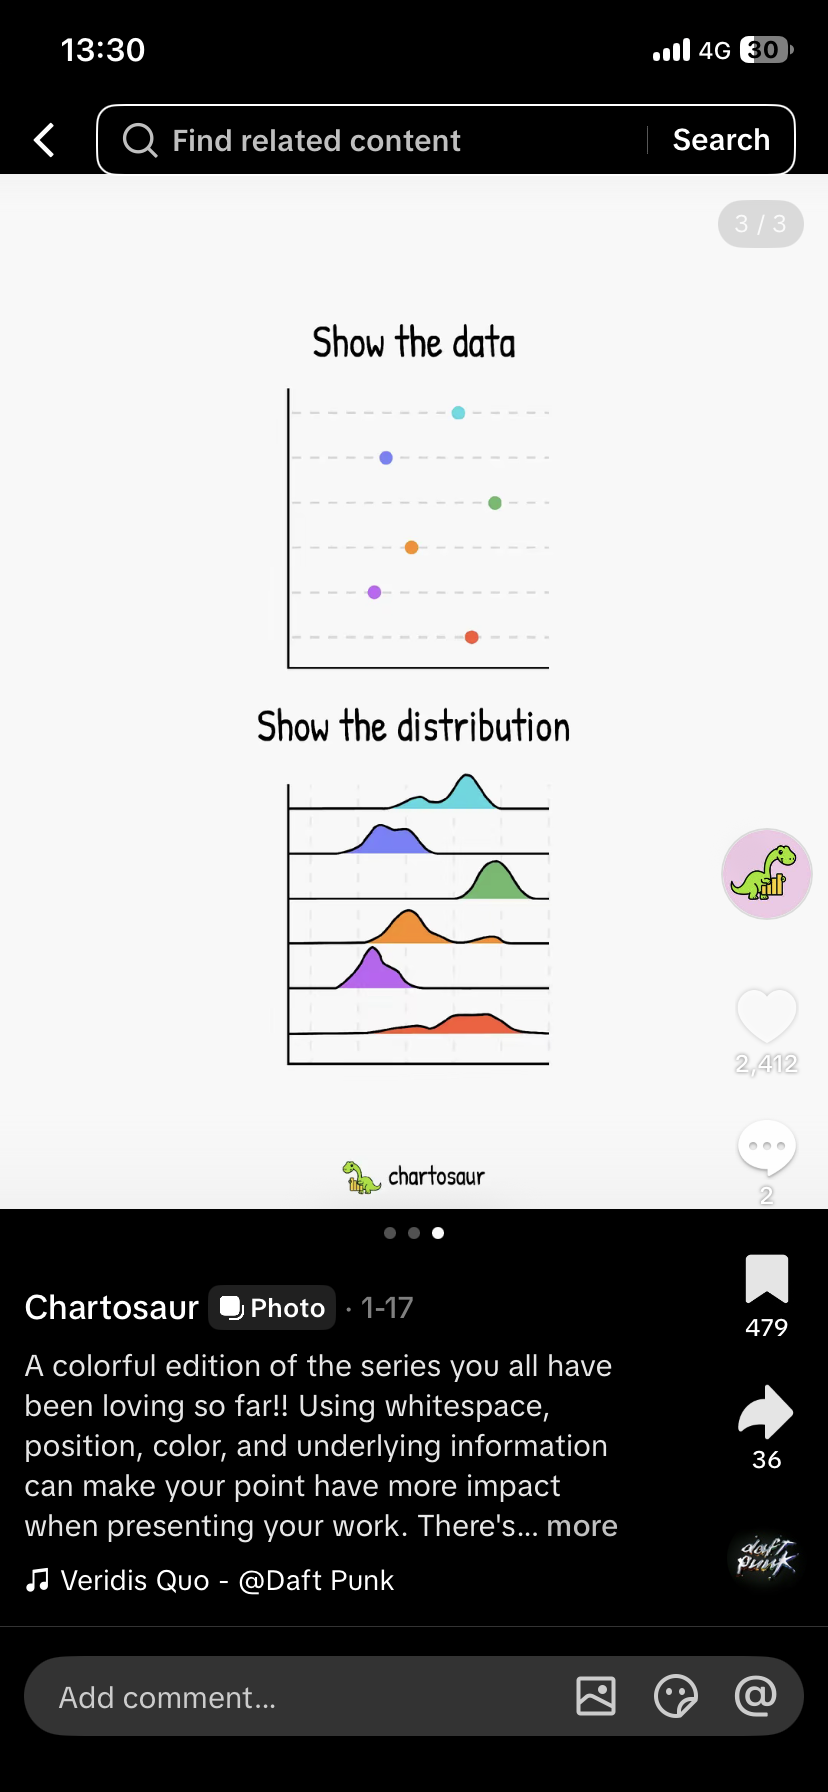 13:30
4G 30
Find related content
Search
3 / 3
Show the data
Show the distribution
2,412
2
chartosaur
479
Chartosaur Photo · 1-17
A colorful edition of the series you all have
been loving so far!! Using whitespace,
position, color, and underlying information
can make your point have more impact
when presenting your work. There's... more
36
daft punk
Veridis Quo - @Daft Punk
Add comment...